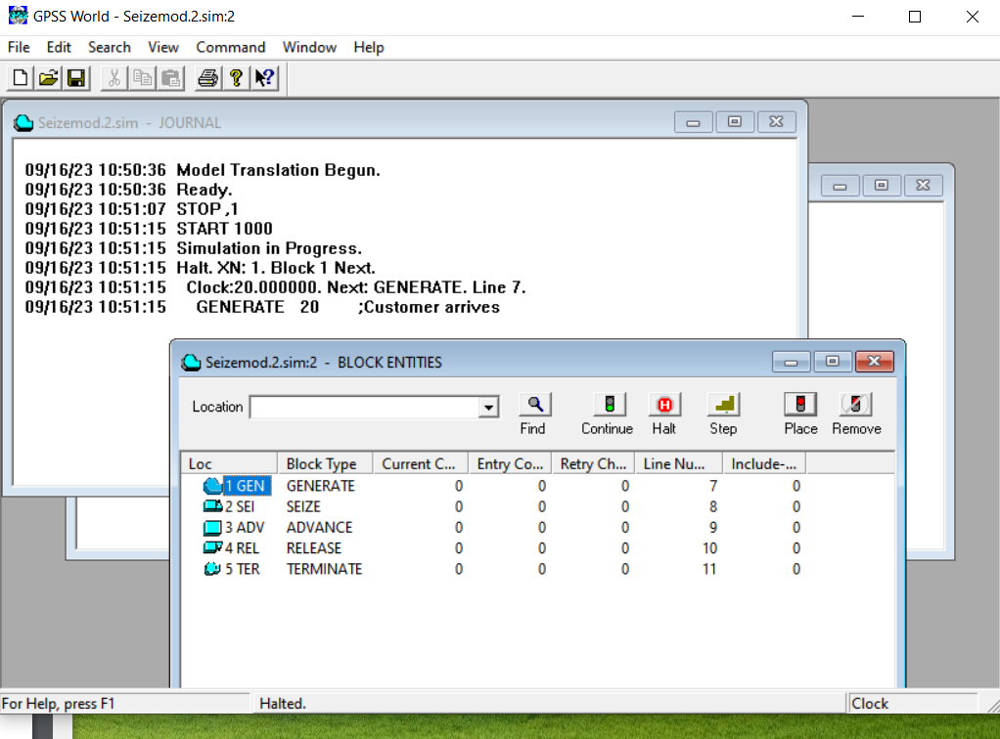 GPSS World - Seizemod.2.sim:2
File Edit Search View Command Window Help
Seizemod.2.sim - JOURNAL
09/16/23 10:50:36 Model Translation Begun.
09/16/23 10:50:36 Ready.
09/16/23 10:51:07 STOP ,1
09/16/23 10:51:15 START 1000
09/16/23 10:51:15 Simulation in Progress.
09/16/23 10:51:15 Halt. XN: 1. Block 1 Next.
09/16/23 10:51:15 Clock:20.000000. Next: GENERATE. Line 7.
09/16/23 10:51:15 GENERATE 20 ;Customer arrives
Seizemod.2.sim:2 - BLOCK ENTITIES
Location Find Continue Halt Step Place Remove
Loc Block Type Current C... Entry Co... Retry Ch... Line Nu... Include-...
1 GEN GENERATE 0 0 0 7 0
2 SEI SEIZE 0 0 0 8 0
3 ADV ADVANCE 0 0 0 9 0
4 REL RELEASE 0 0 0 10 0
5 TER TERMINATE 0 0 0 11 0
For Help, press F1 Halted. Clock